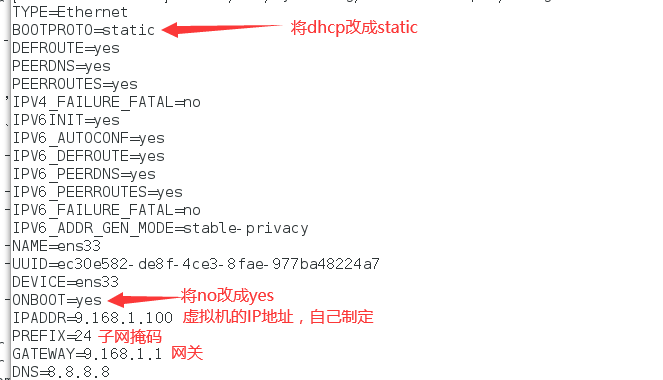 TYPE=Ethernet
BOOTPROTO=static 将dhcp改成static
DEFROUTE=yes
PEERDNS=yes
PEERROUTES=yes
IPV4_FAILURE_FATAL=no
IPV6INIT=yes
IPV6_AUTOCONF=yes
IPV6_DEFROUTE=yes
IPV6_PEERDNS=yes
IPV6_PEERROUTES=yes
IPV6_FAILURE_FATAL=no
IPV6_ADDR_GEN_MODE=stable-privacy
NAME=ens33
UUID=ec30e582-de8f-4ce3-8fae-977ba48224a7
DEVICE=ens33
ONBOOT=yes 将no改成yes
IPADDR=9.168.1.100 虚拟机的IP地址，自己制定
PREFIX=24 子网掩码
GATEWAY=9.168.1.1 网关
DNS=8.8.8.8